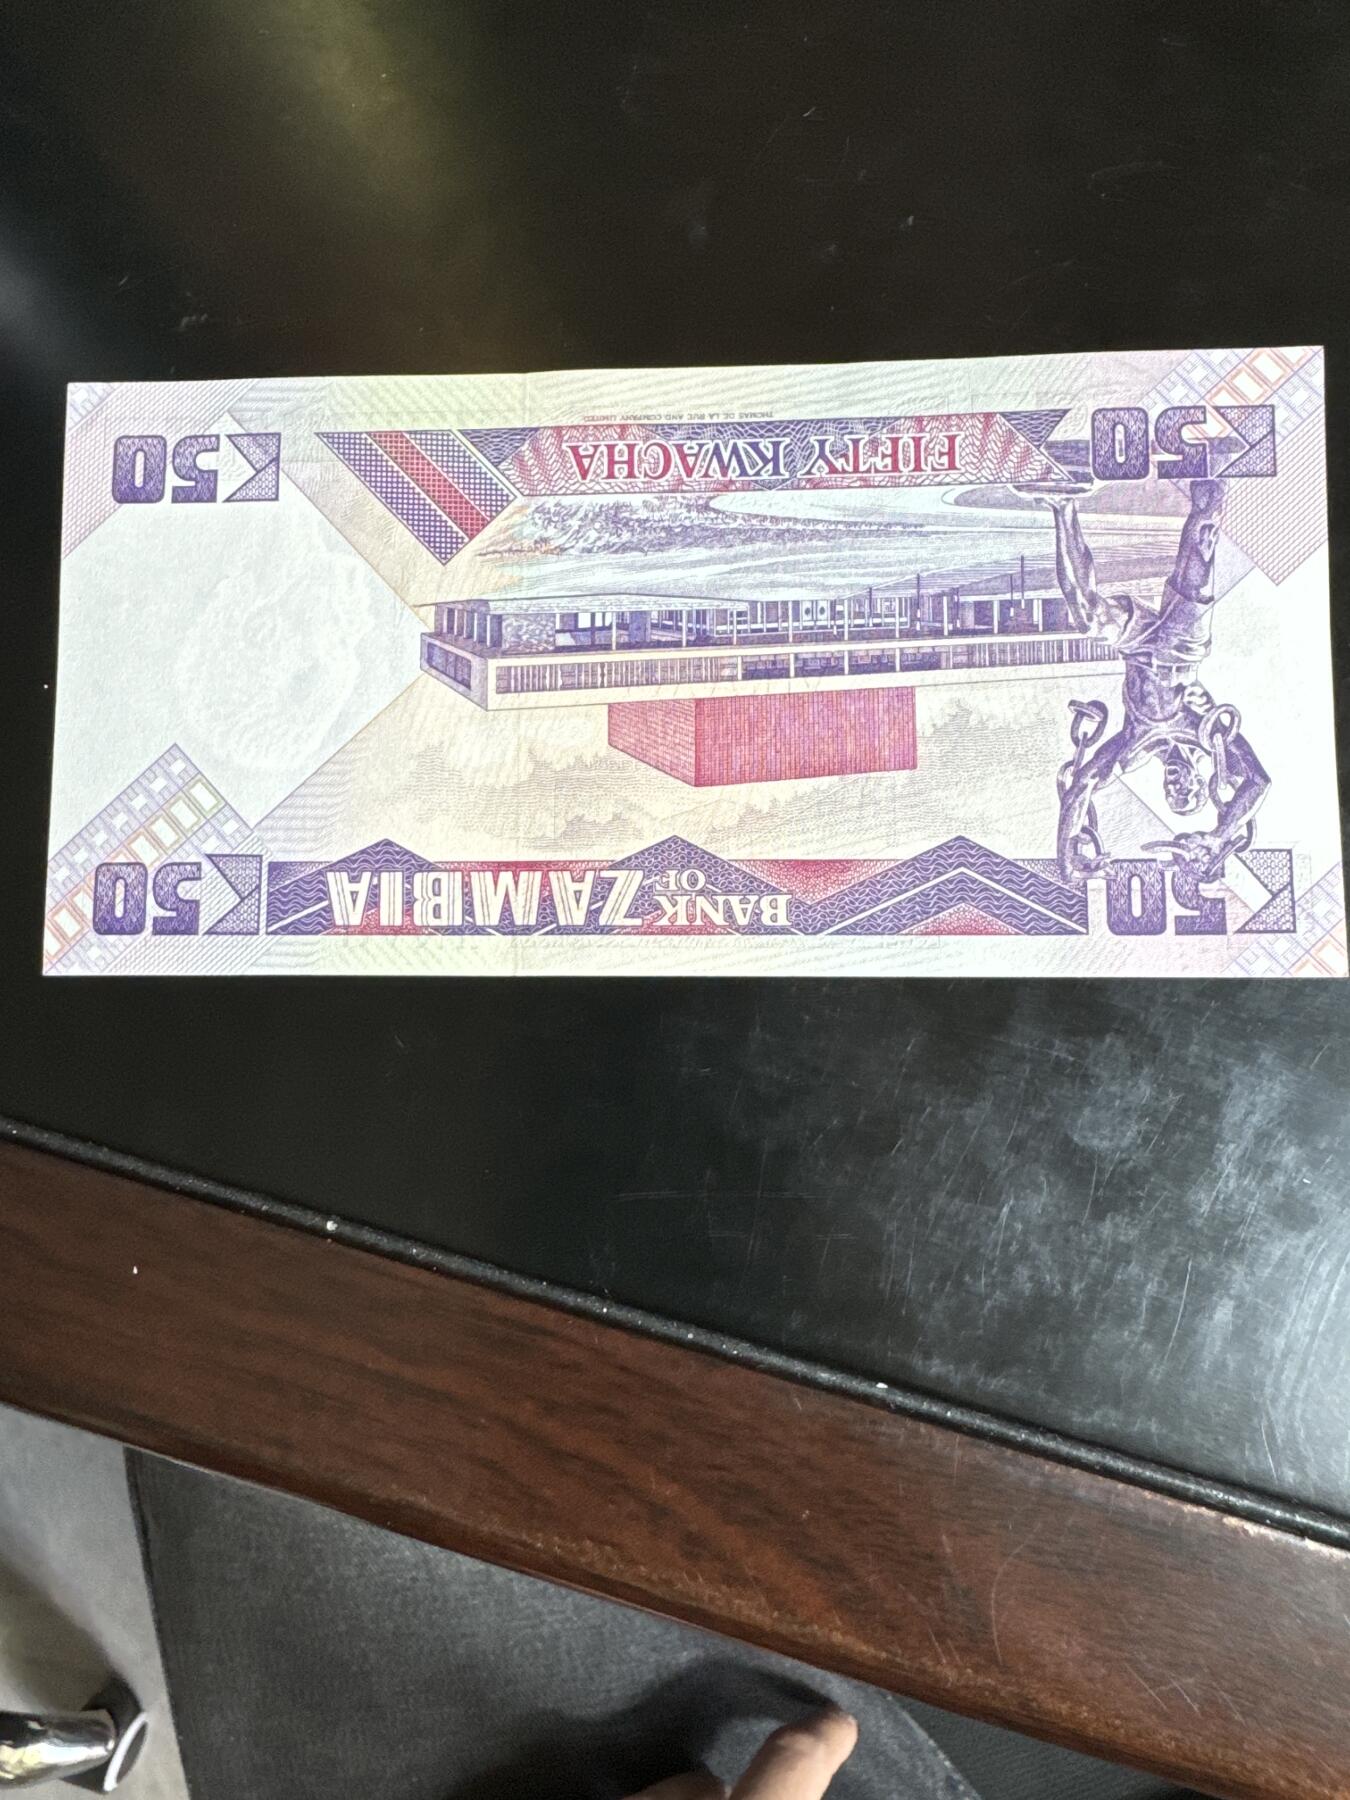 K50
BANK
OF
ZAMBIA
K50
K50
FIFTY KWACHA
K50
THOMAS DE LA RUE AND COMPANY LIMITED